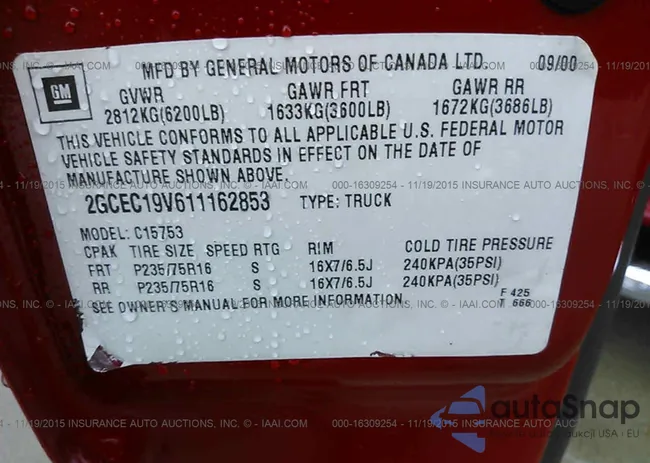 MFD BY GENERAL MOTORS OF CANADA LTD 09/00
GM
GVWR GAWR FRT GAWR RR
2812KG(6200LB) 1633KG(3600LB) 1672KG(3686LB)
THIS VEHICLE CONFORMS TO ALL APPLICABLE U.S. FEDERAL MOTOR
VEHICLE SAFETY STANDARDS IN EFFECT ON THE DATE OF
MANUFACTURE SHOWN ABOVE.
2GCEC19V611162853 TYPE: TRUCK
MODEL: C15753
CPAK TIRE SIZE SPEED RTG RIM COLD TIRE PRESSURE
FRT P235/75R16 S 16X7/6.5J 240KPA(35PSI)
RR P235/75R16 S 16X7/6.5J 240KPA(35PSI)
SEE OWNER'S MANUAL FOR MORE INFORMATION. F 425
T 666
000-16309254 - 11/19/2015 INSURANCE AUTO AUCTIONS, INC. © - IAAI.COM
autoSnap
aukcji USA i EU